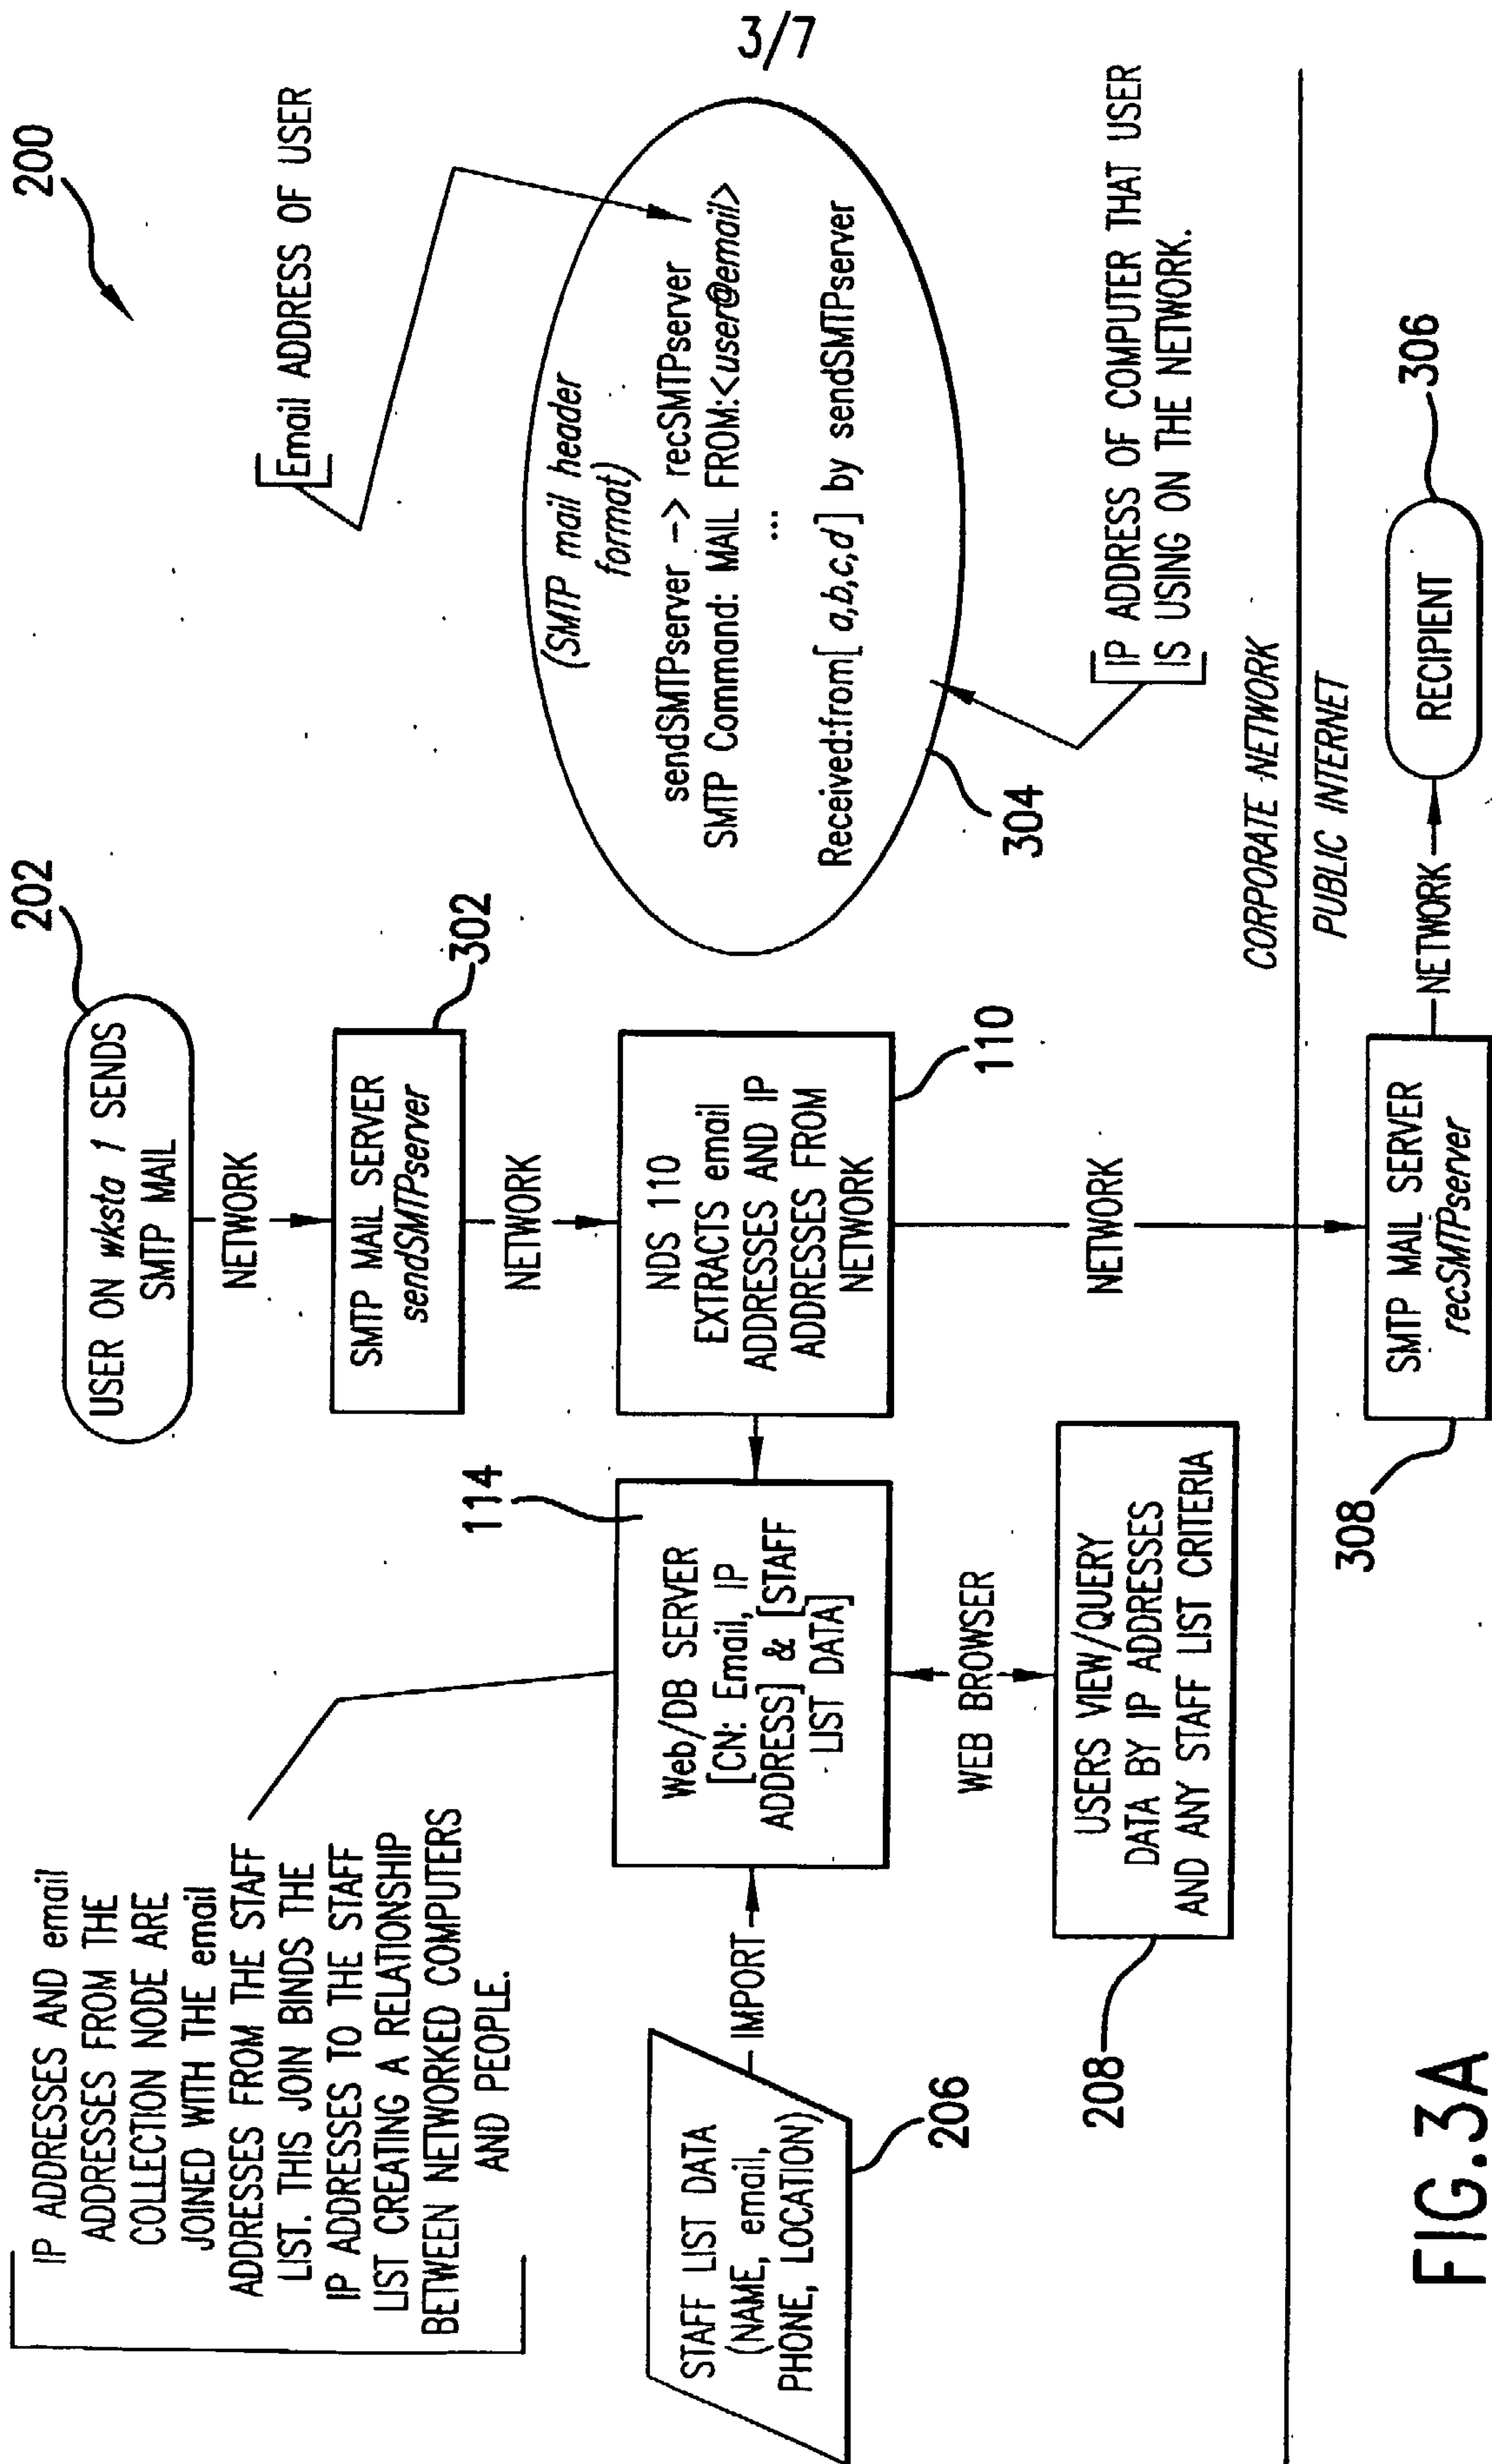 3/7
200
IP ADDRESSES AND email
ADDRESSES FROM THE
COLLECTION NODE ARE
JOINED WITH THE email
ADDRESSES FROM THE STAFF
LIST. THIS JOIN BINDS THE
IP ADDRESSES TO THE STAFF
LIST CREATING A RELATIONSHIP
BETWEEN NETWORKED COMPUTERS
AND PEOPLE.
202
USER ON wksta 1 SENDS
SMTP MAIL
NETWORK
302
SMTP MAIL SERVER
sendSMTPserver
NETWORK
110
NDS 110
EXTRACTS email
ADDRESSES AND IP
ADDRESSES FROM
NETWORK
NETWORK
114
Web/DB SERVER
[CN: Email, IP
ADDRESS] & [STAFF
LIST DATA]
IMPORT
STAFF LIST DATA
(NAME, email,
PHONE, LOCATION)
206
WEB BROWSER
USERS VIEW/QUERY
DATA BY IP ADDRESSES
AND ANY STAFF LIST CRITERIA
208
Email ADDRESS OF USER
(SMTP mail header
format)
sendSMTPserver -> recSMTPserver
SMTP Command: MAIL FROM:<user@email>
...
Received:from[ a,b,c,d] by sendSMTPserver
304
IP ADDRESS OF COMPUTER THAT USER
IS USING ON THE NETWORK.
CORPORATE NETWORK
PUBLIC INTERNET
SMTP MAIL SERVER
recSMTPserver
308
NETWORK
RECIPIENT
306
FIG.3A